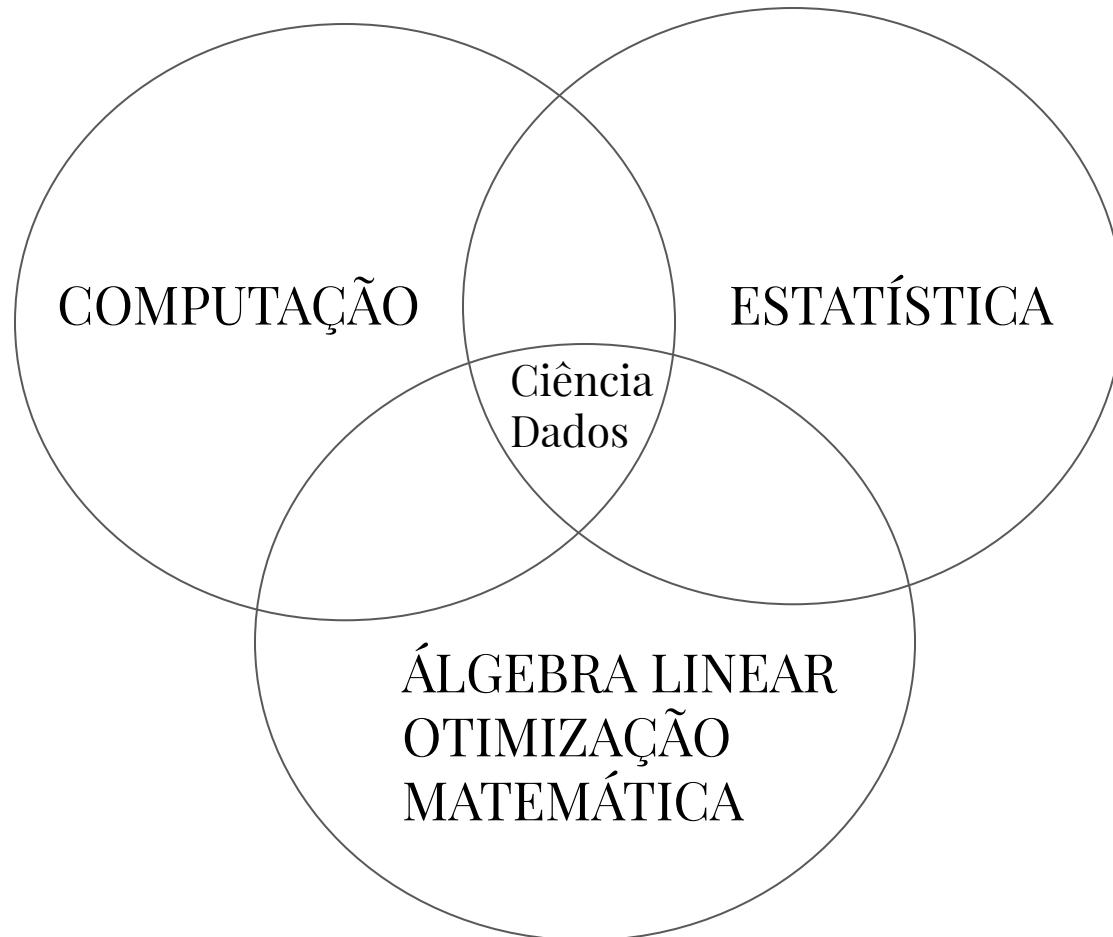 COMPUTAÇÃO
ESTATÍSTICA
Ciência
Dados
ÁLGEBRA LINEAR
OTIMIZAÇÃO
MATEMÁTICA